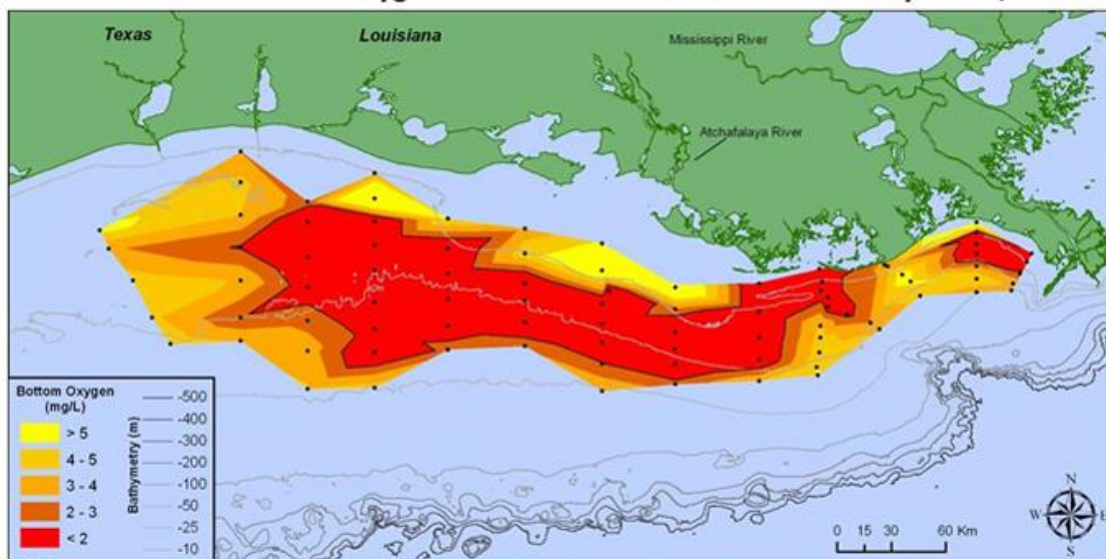 Texas
Louisiana
Mississippi River
Atchafalaya River
Bottom Oxygen
(mg/L)
> 5
4 - 5
3 - 4
2 - 3
< 2
Bathymetry (m)
-500
-400
-300
-200
-100
-50
-25
-10
0 15 30 60 Km
N
W E
S